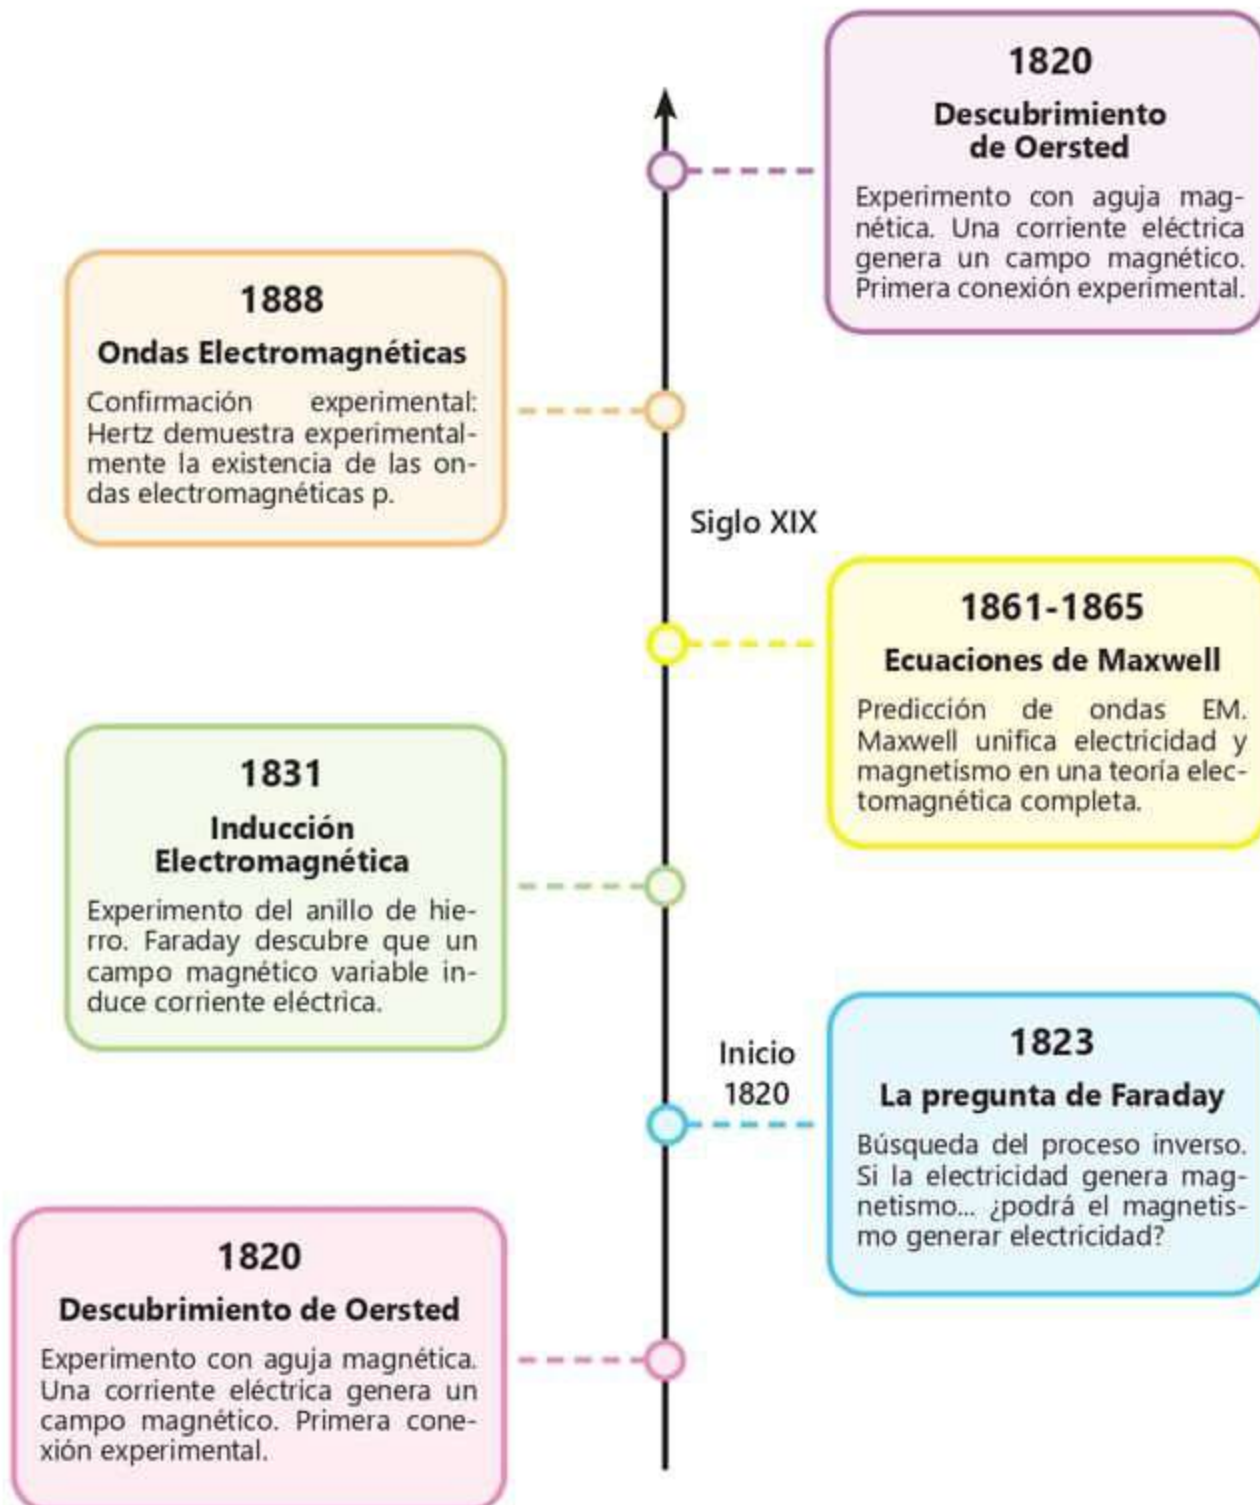 1820
Descubrimiento
de Oersted
Experimento con aguja mag-
nética. Una corriente eléctrica
genera un campo magnético.
Primera conexión experimental.
1888
Ondas Electromagnéticas
Confirmación experimental:
Hertz demuestra experimental-
mente la existencia de las on-
das electromagnéticas p.
Siglo XIX
1861-1865
Ecuaciones de Maxwell
Predicción de ondas EM.
Maxwell unifica electricidad y
magnetismo en una teoría elec-
tomagnética completa.
1831
Inducción
Electromagnética
Experimento del anillo de hie-
rro. Faraday descubre que un
campo magnético variable in-
duce corriente eléctrica.
Inicio
1820
1823
La pregunta de Faraday
Búsqueda del proceso inverso.
Si la electricidad genera mag-
netismo... ¿podrá el magnetis-
mo generar electricidad?
1820
Descubrimiento de Oersted
Experimento con aguja magnética.
Una corriente eléctrica genera un
campo magnético. Primera cone-
xión experimental.